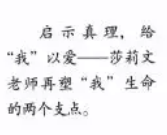 启示真理，给
“我”以爱——莎莉文
老师再塑“我”生命
的两个支点。